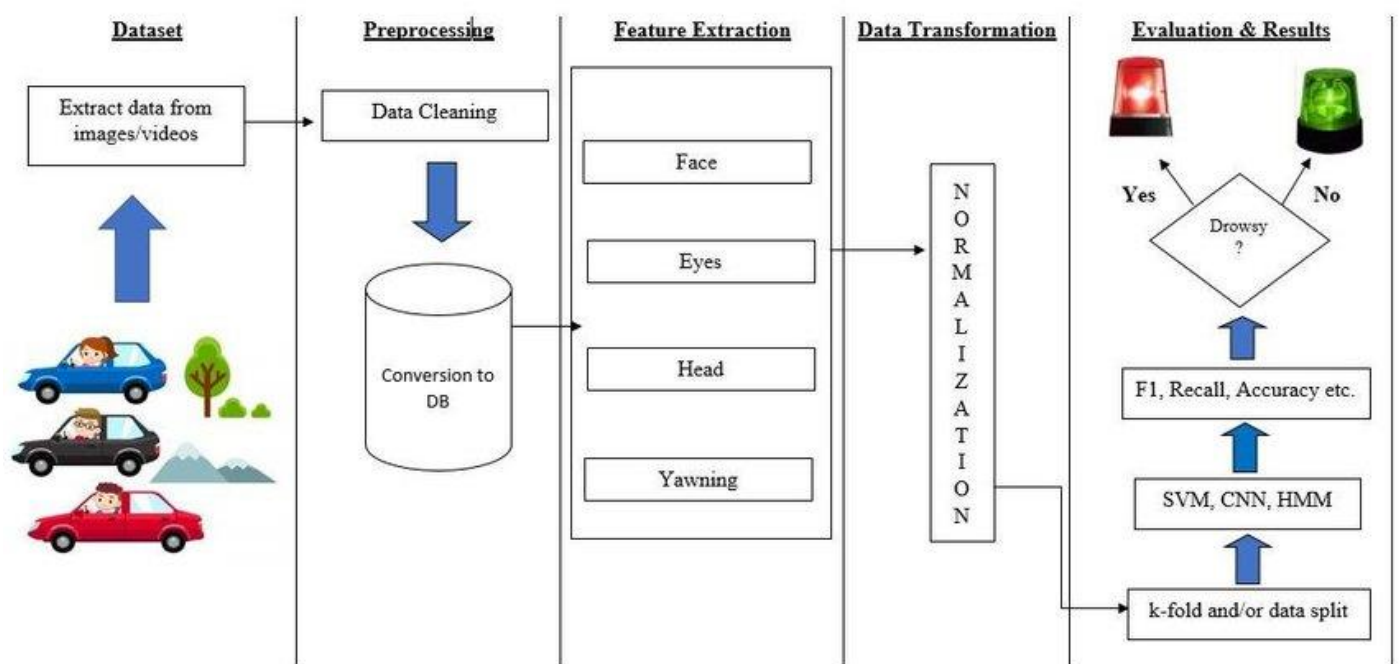 Dataset
Preprocessing
Feature Extraction
Data Transformation
Evaluation & Results
Extract data from
images/videos
Data Cleaning
Conversion to
DB
Face
Eyes
Head
Yawning
N
O
R
M
A
L
I
Z
A
T
I
O
N
Yes
No
Drowsy
?
F1, Recall, Accuracy etc.
SVM, CNN, HMM
k-fold and/or data split